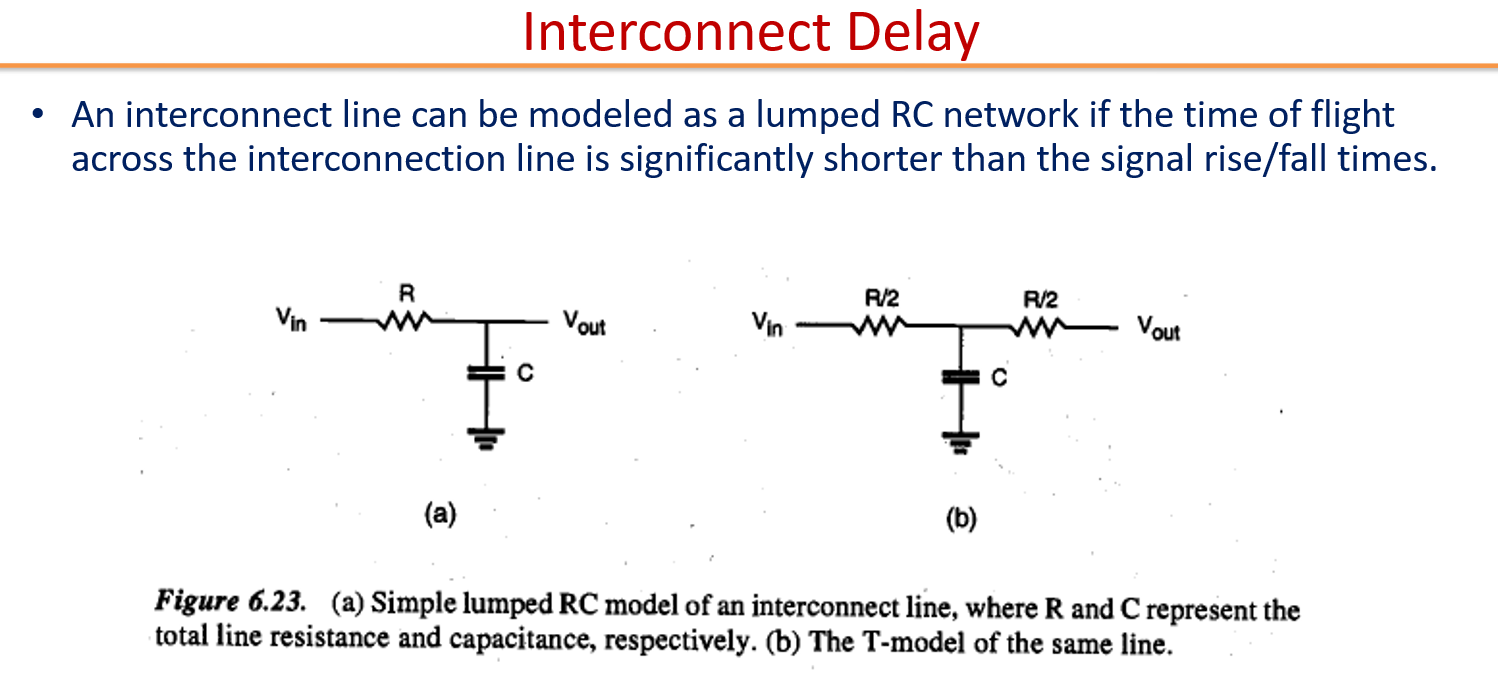 Interconnect Delay
• An interconnect line can be modeled as a lumped RC network if the time of flight
across the interconnection line is significantly shorter than the signal rise/fall times.
R
Vin
Vout
C
(a)
R/2
R/2
Vin
Vout
C
(b)
Figure 6.23. (a) Simple lumped RC model of an interconnect line, where R and C represent the
total line resistance and capacitance, respectively. (b) The T-model of the same line.